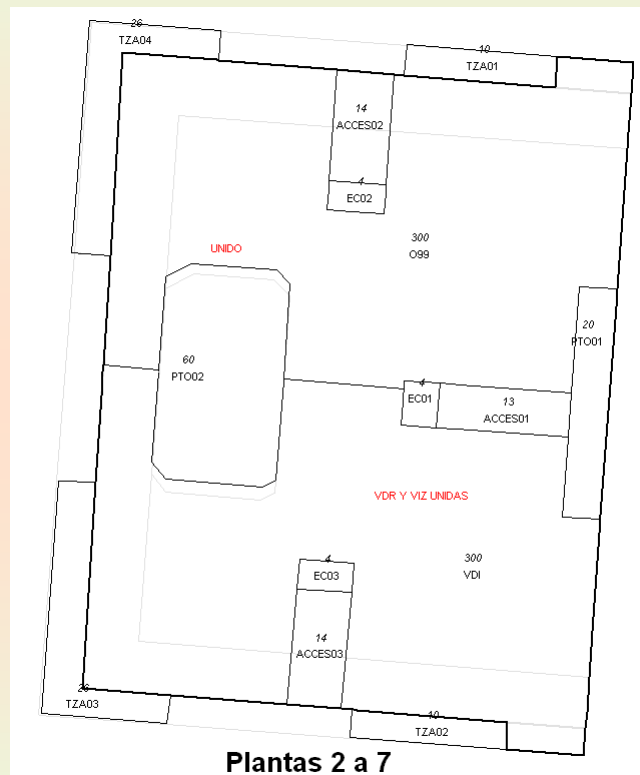 26
TZA04
10
TZA01
14
ACCES02
4
EC02
300
O99
UNIDO
20
PTO01
60
PTO02
4
EC01
13
ACCES01
VDR Y VIZ UNIDAS
4
EC03
300
VDI
14
ACCES03
26
TZA03
10
TZA02
Plantas 2 a 7